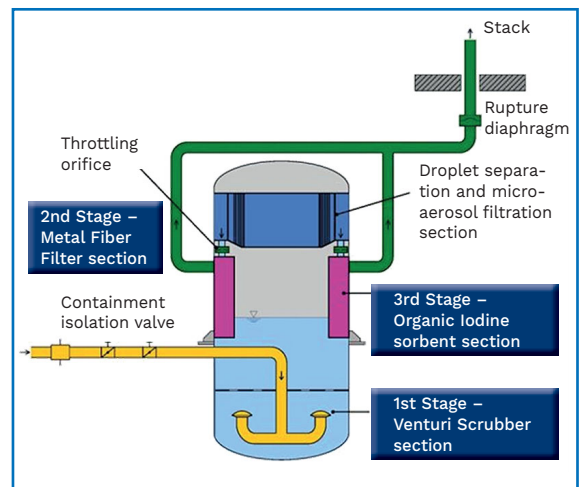 Stack
Rupture
diaphragm
Throttling
orifice
Droplet separa-
tion and micro-
aerosol filtration
section
2nd Stage –
Metal Fiber
Filter section
3rd Stage –
Organic Iodine
sorbent section
Containment
isolation valve
1st Stage –
Venturi Scrubber
section